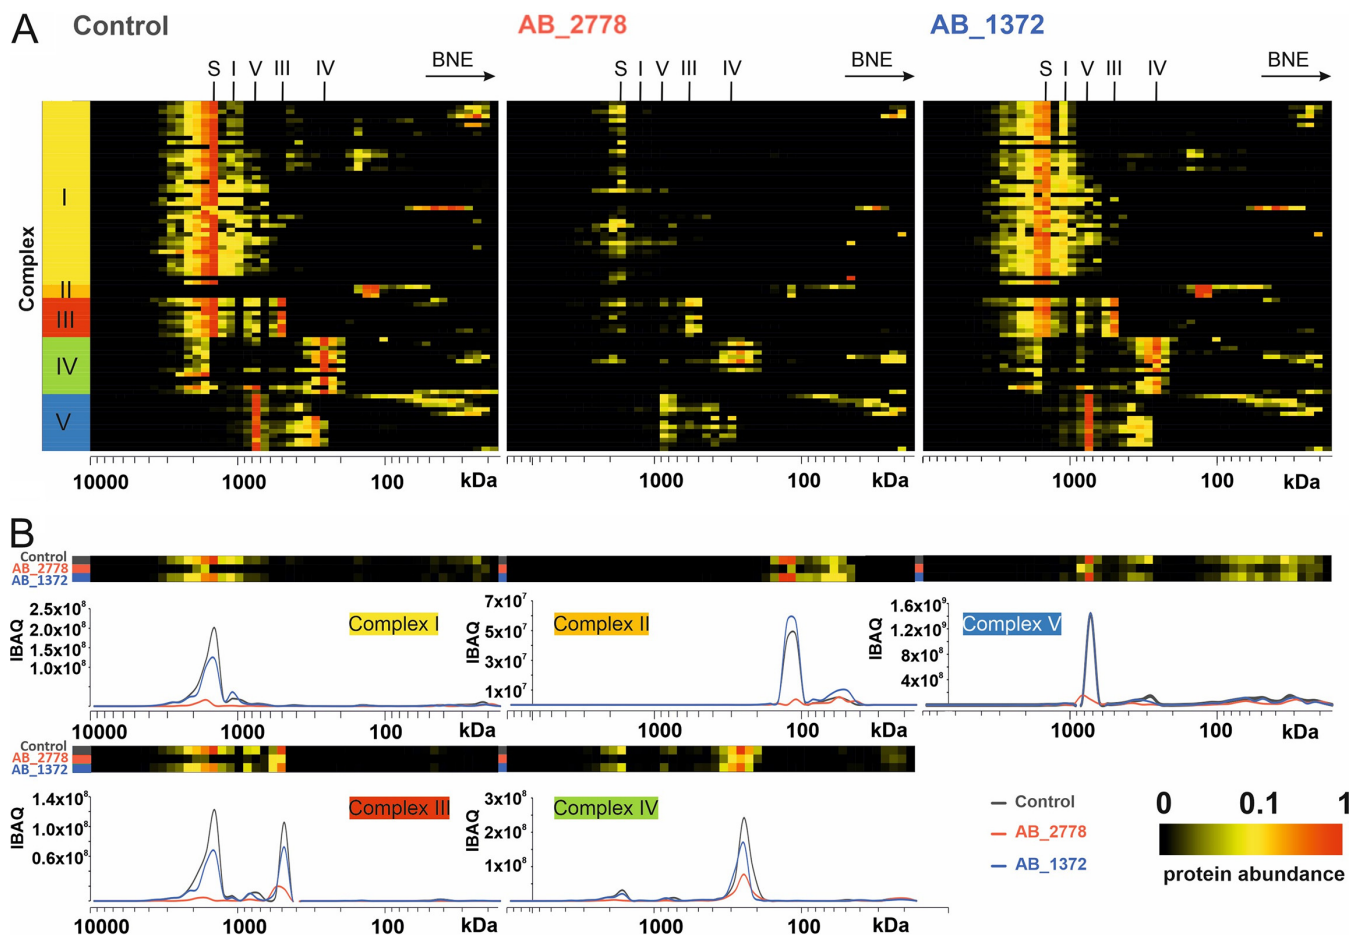 A
Control
AB_2778
AB_1372
S I V III IV BNE
S I V III IV BNE
S I V III IV BNE
Complex
I
II
III
IV
V
10000 1000 100 kDa
1000 100 kDa
1000 100 kDa
B
Control
AB_2778
AB_1372
IBAQ
2.5x10⁸
2.0x10⁸
1.5x10⁸
1.0x10⁸
Complex I
10000 1000 100 kDa
IBAQ
7x10⁷
5x10⁷
3x10⁷
1x10⁷
Complex II
1000 100 kDa
IBAQ
1.6x10⁹
1.2x10⁹
8x10⁸
4x10⁸
Complex V
1000 100 kDa
Control
AB_2778
AB_1372
IBAQ
1.4x10⁸
1.0x10⁸
0.6x10⁸
Complex III
10000 1000 100 kDa
IBAQ
3x10⁸
2x10⁸
1x10⁸
Complex IV
1000 100 kDa
Control
AB_2778
AB_1372
0 0.1 1
protein abundance